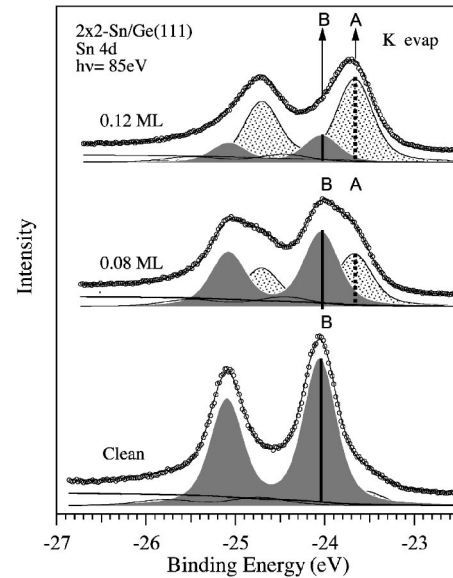 B A
2x2-Sn/Ge(111)
Sn 4d
hν= 85eV
K evap
0.12 ML
B A
0.08 ML
B
Clean
Intensity
-27 -26 -25 -24 -23
Binding Energy (eV)